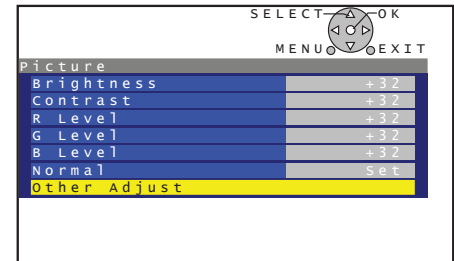 SELECT OK
MENU EXIT
Picture
Brightness +32
Contrast +32
R Level +32
G Level +32
B Level +32
Normal Set
Other Adjust